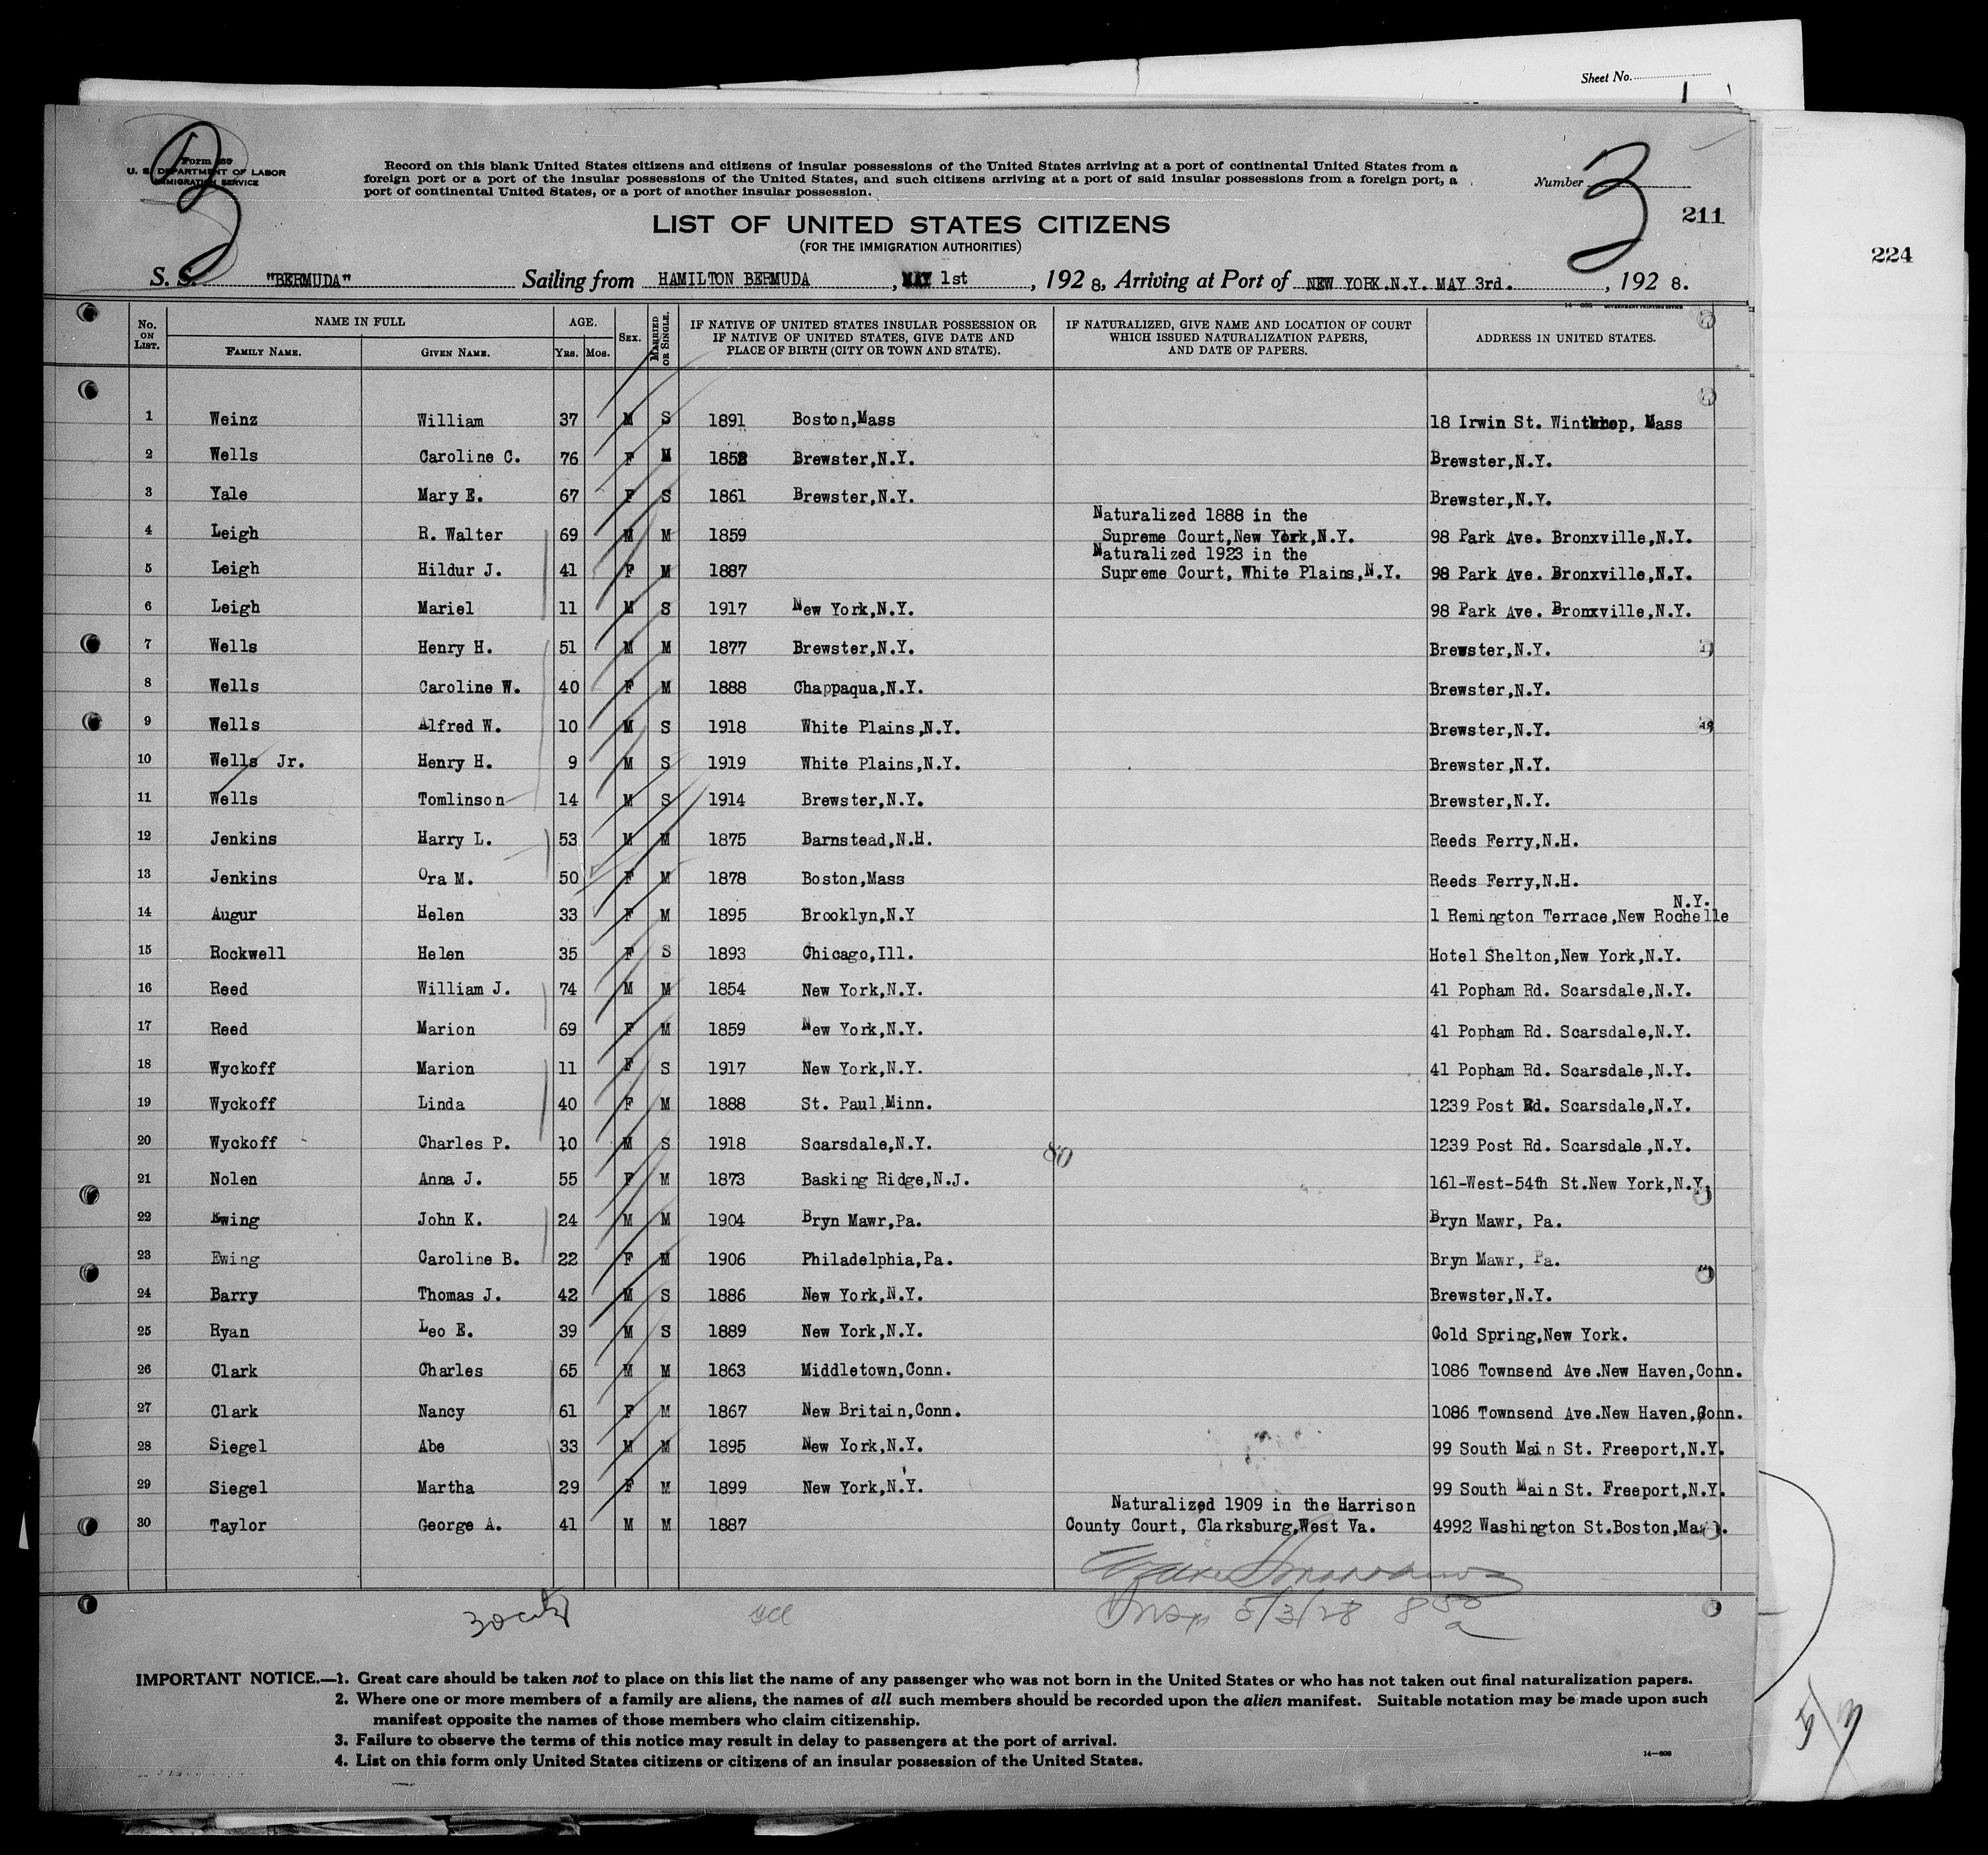 Sheet No.
3
Form 630
U. S. DEPARTMENT OF LABOR
IMMIGRATION SERVICE
Record on this blank United States citizens and citizens of insular possessions of the United States arriving at a port of continental United States from a
foreign port or a port of the insular possessions of the United States, and such citizens arriving at a port of said insular possessions from a foreign port, a
port of continental United States, or a port of another insular possession.
Number 3
211
224
LIST OF UNITED STATES CITIZENS
(FOR THE IMMIGRATION AUTHORITIES)
S. S. "BERMUDA" Sailing from HAMILTON BERMUDA , MAY 1st , 192 8, Arriving at Port of NEW YORK.N.Y. MAY 3rd. , 192 8.
No. ON LIST. NAME IN FULL FAMILY NAME. GIVEN NAME. AGE. YRS. MOS. SEX. MARRIED OR SINGLE. IF NATIVE OF UNITED STATES INSULAR POSSESSION OR IF NATIVE OF UNITED STATES, GIVE DATE AND PLACE OF BIRTH (CITY OR TOWN AND STATE). IF NATURALIZED, GIVE NAME AND LOCATION OF COURT WHICH ISSUED NATURALIZATION PAPERS, AND DATE OF PAPERS. ADDRESS IN UNITED STATES.
1 Weinz William 37 M S 1891 Boston,Mass 18 Irwin St. Winthrop, Mass
2 Wells Caroline C. 76 F M 1852 Brewster,N.Y. Brewster,N.Y.
3 Yale Mary E. 67 F S 1861 Brewster,N.Y. Brewster,N.Y.
4 Leigh R. Walter 69 M M 1859 Naturalized 1888 in the Supreme Court,New York,N.Y. 98 Park Ave. Bronxville,N.Y.
5 Leigh Hildur J. 41 F M 1887 Naturalized 1923 in the Supreme Court, White Plains,N.Y. 98 Park Ave. Bronxville,N.Y.
6 Leigh Mariel 11 M S 1917 New York,N.Y. 98 Park Ave. Bronxville,N.Y.
7 Wells Henry H. 51 M M 1877 Brewster,N.Y. Brewster,N.Y.
8 Wells Caroline W. 40 F M 1888 Chappaqua,N.Y. Brewster,N.Y.
9 Wells Alfred W. 10 M S 1918 White Plains,N.Y. Brewster,N.Y.
10 Wells Jr. Henry H. 9 M S 1919 White Plains,N.Y. Brewster,N.Y.
11 Wells Tomlinson 14 M S 1914 Brewster,N.Y. Brewster,N.Y.
12 Jenkins Harry L. 53 M M 1875 Barnstead,N.H. Reeds Ferry,N.H.
13 Jenkins Ora M. 50 F M 1878 Boston,Mass Reeds Ferry,N.H.
14 Augur Helen 33 F M 1895 Brooklyn,N.Y 1 Remington Terrace,New Rochelle N.Y.
15 Rockwell Helen 35 F S 1893 Chicago,Ill. Hotel Shelton,New York,N.Y.
16 Reed William J. 74 M M 1854 New York,N.Y. 41 Popham Rd. Scarsdale,N.Y.
17 Reed Marion 69 F M 1859 New York,N.Y. 41 Popham Rd. Scarsdale,N.Y.
18 Wyckoff Marion 11 F S 1917 New York,N.Y. 41 Popham Rd. Scarsdale,N.Y.
19 Wyckoff Linda 40 F M 1888 St. Paul,Minn. 1239 Post Rd. Scarsdale,N.Y.
20 Wyckoff Charles P. 10 M S 1918 Scarsdale,N.Y. 1239 Post Rd. Scarsdale,N.Y.
80
21 Nolen Anna J. 55 F M 1873 Basking Ridge,N.J. 161-West-54th St.New York,N.Y.
22 Ewing John K. 24 M M 1904 Bryn Mawr,Pa. Bryn Mawr, Pa.
23 Ewing Caroline B. 22 F M 1906 Philadelphia,Pa. Bryn Mawr, Pa.
24 Barry Thomas J. 42 M S 1886 New York,N.Y. Brewster,N.Y.
25 Ryan Leo E. 39 M S 1889 New York,N.Y. Cold Spring,New York.
26 Clark Charles 65 M M 1863 Middletown,Conn. 1086 Townsend Ave.New Haven,Conn.
27 Clark Nancy 61 F M 1867 New Britain,Conn. 1086 Townsend Ave.New Haven,Conn.
28 Siegel Abe 33 M M 1895 New York,N.Y. 99 South Main St. Freeport,N.Y.
29 Siegel Martha 29 F M 1899 New York,N.Y. 99 South Main St. Freeport,N.Y.
30 Taylor George A. 41 M M 1887 Naturalized 1909 in the Harrison County Court, Clarksburg,West Va. 4992 Washington St.Boston,Mass.
5/3/28 8 50 a
IMPORTANT NOTICE.—1. Great care should be taken not to place on this list the name of any passenger who was not born in the United States or who has not taken out final naturalization papers.
2. Where one or more members of a family are aliens, the names of all such members should be recorded upon the alien manifest. Suitable notation may be made upon such
manifest opposite the names of those members who claim citizenship.
3. Failure to observe the terms of this notice may result in delay to passengers at the port of arrival.
4. List on this form only United States citizens or citizens of an insular possession of the United States.
14—608
5/3